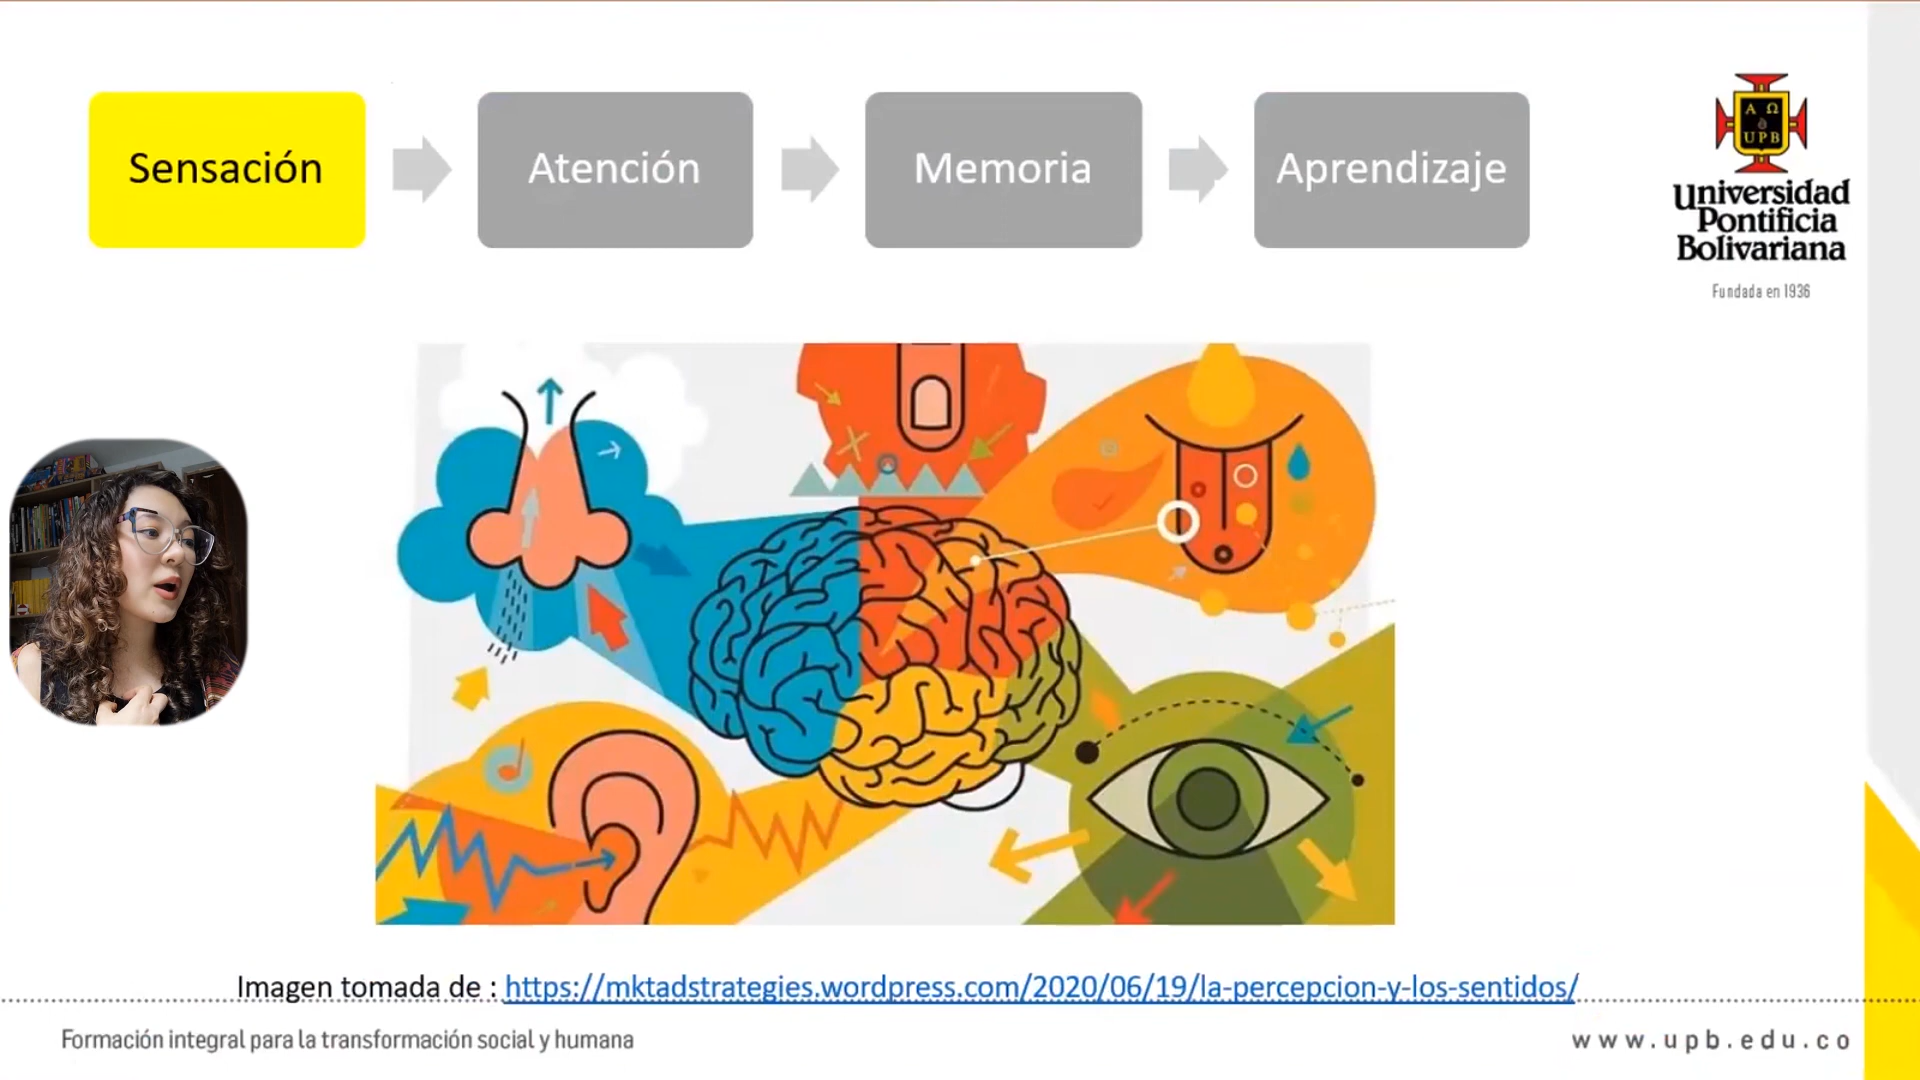 Sensación
Atención
Memoria
Aprendizaje
Α Ω
UPB
Universidad
Pontificia
Bolivariana
Fundada en 1936
Imagen tomada de : https://mktadstrategies.wordpress.com/2020/06/19/la-percepcion-y-los-sentidos/
Formación integral para la transformación social y humana
www.upb.edu.co